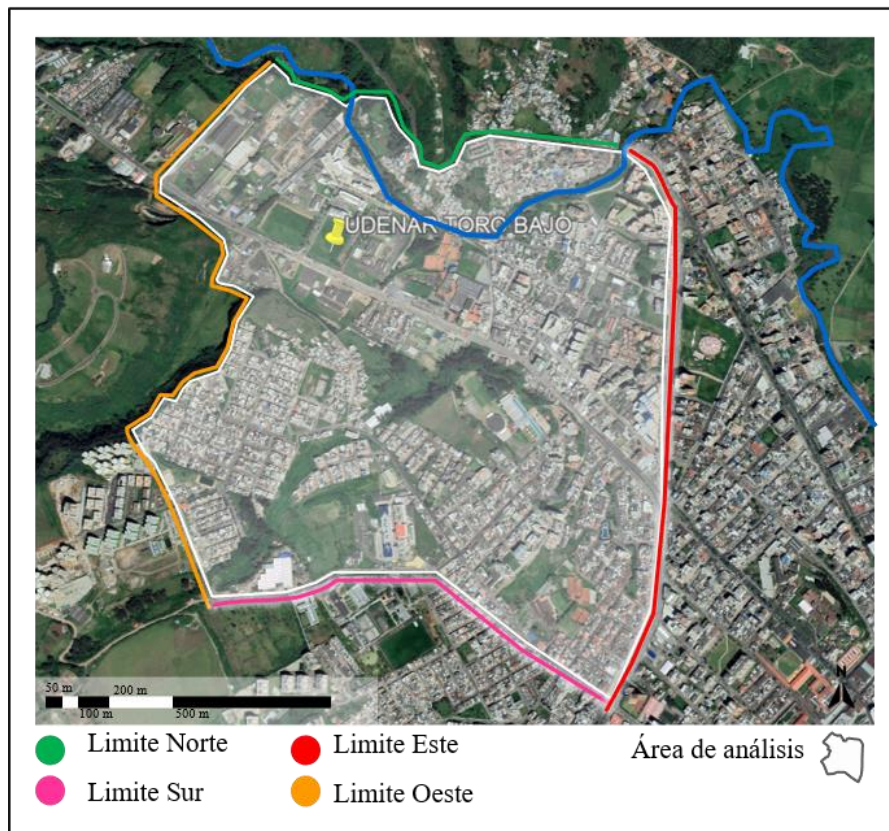 UDENAR TORO BAJO
50 m
200 m
100 m
500 m
Limite Norte
Limite Este
Área de análisis
Limite Sur
Limite Oeste